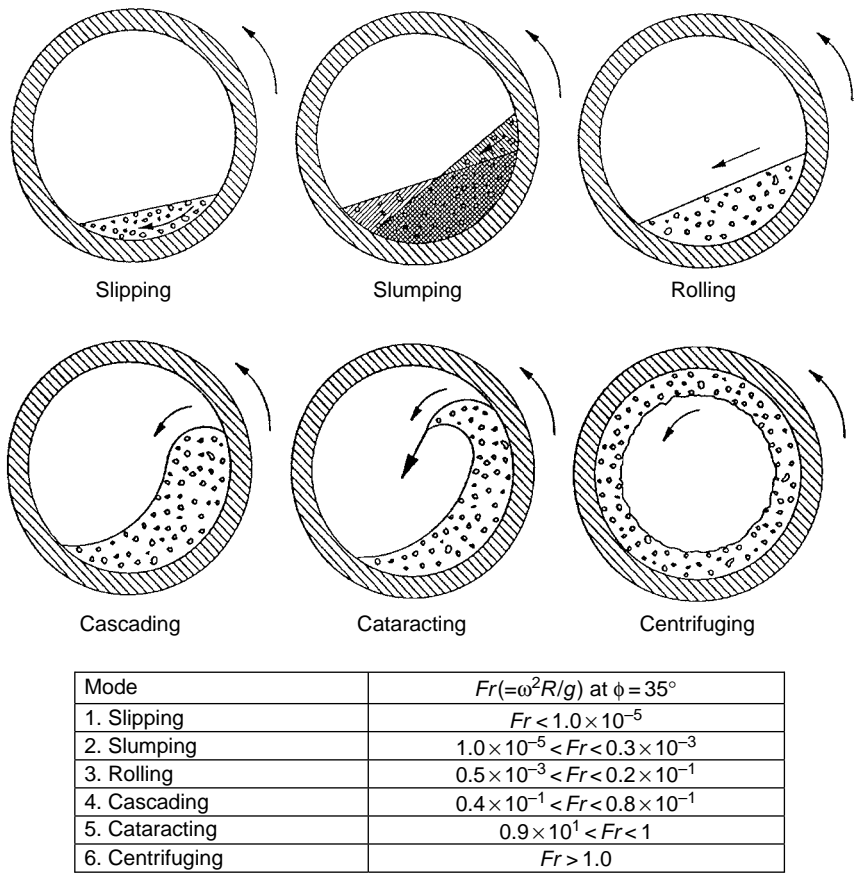 Slipping Slumping Rolling
Cascading Cataracting Centrifuging
Mode Fr(=ω²R/g) at ϕ=35°
1. Slipping Fr<1.0×10⁻⁵
2. Slumping 1.0×10⁻⁵<Fr<0.3×10⁻³
3. Rolling 0.5×10⁻³<Fr<0.2×10⁻¹
4. Cascading 0.4×10⁻¹<Fr<0.8×10⁻¹
5. Cataracting 0.9×10¹<Fr<1
6. Centrifuging Fr>1.0